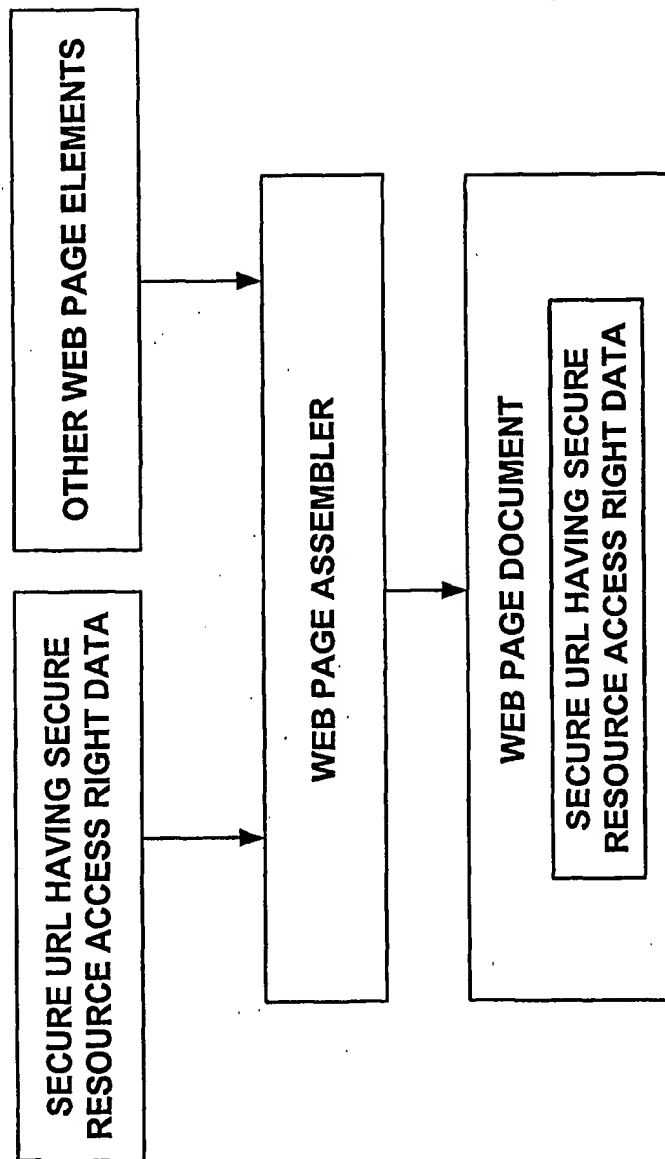 SECURE URL HAVING SECURE
RESOURCE ACCESS RIGHT DATA
OTHER WEB PAGE ELEMENTS
WEB PAGE ASSEMBLER
WEB PAGE DOCUMENT
SECURE URL HAVING SECURE
RESOURCE ACCESS RIGHT DATA